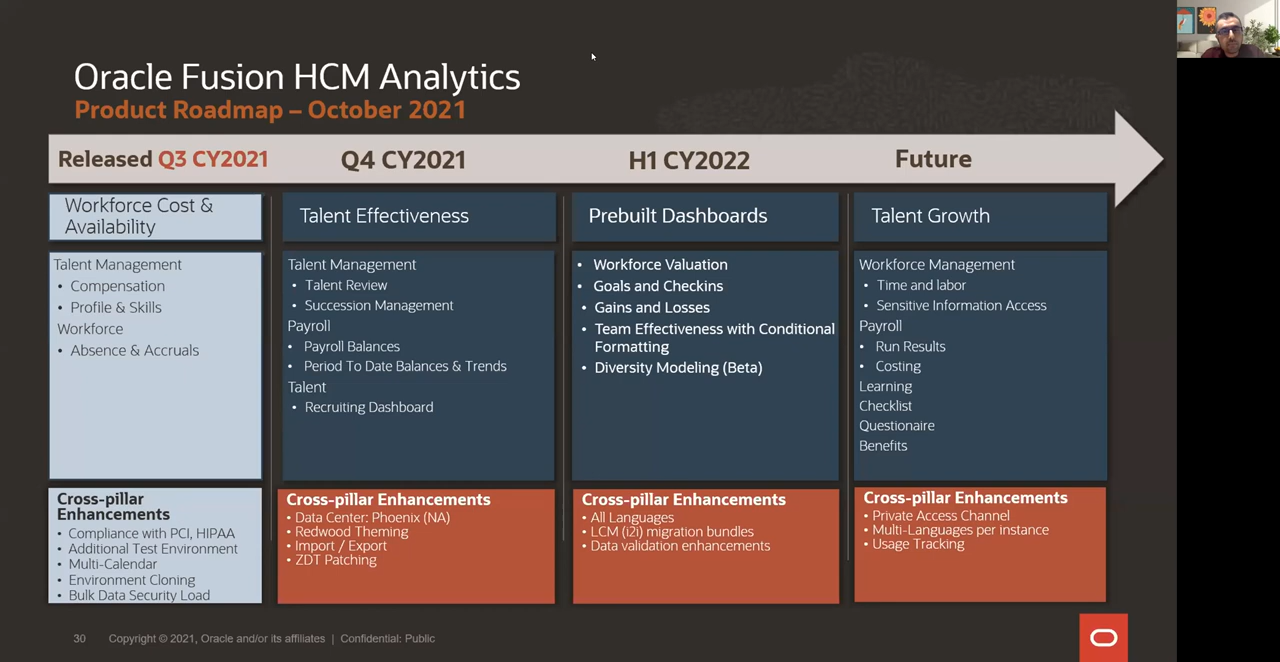 Oracle Fusion HCM Analytics
Product Roadmap – October 2021
Released Q3 CY2021
Q4 CY2021
H1 CY2022
Future
Workforce Cost &
Availability
Talent Management
• Compensation
• Profile & Skills
Workforce
• Absence & Accruals
Cross-pillar
Enhancements
• Compliance with PCI, HIPAA
• Additional Test Environment
• Multi-Calendar
• Environment Cloning
• Bulk Data Security Load
Talent Effectiveness
Talent Management
• Talent Review
• Succession Management
Payroll
• Payroll Balances
• Period To Date Balances & Trends
Talent
• Recruiting Dashboard
Cross-pillar Enhancements
• Data Center: Phoenix (NA)
• Redwood Theming
• Import / Export
• ZDT Patching
Prebuilt Dashboards
• Workforce Valuation
• Goals and Checkins
• Gains and Losses
• Team Effectiveness with Conditional
Formatting
• Diversity Modeling (Beta)
Cross-pillar Enhancements
• All Languages
• LCM (i2i) migration bundles
• Data validation enhancements
Talent Growth
Workforce Management
• Time and labor
• Sensitive Information Access
Payroll
• Run Results
• Costing
Learning
Checklist
Questionaire
Benefits
Cross-pillar Enhancements
• Private Access Channel
• Multi-Languages per instance
• Usage Tracking
30 Copyright © 2021, Oracle and/or its affiliates | Confidential: Public